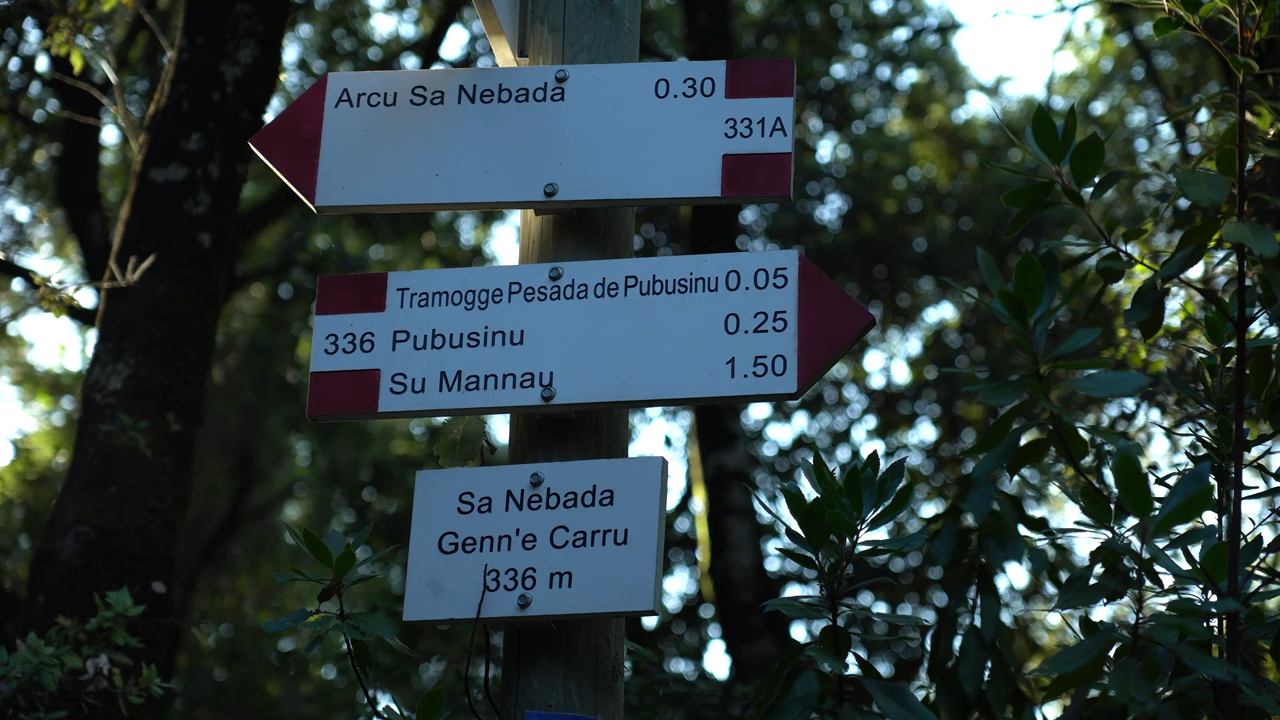 Arcu Sa Nebada 0.30
331A
Tramogge Pesada de Pubusinu 0.05
336 Pubusinu 0.25
Su Mannau 1.50
Sa Nebada
Genn'e Carru
336 m